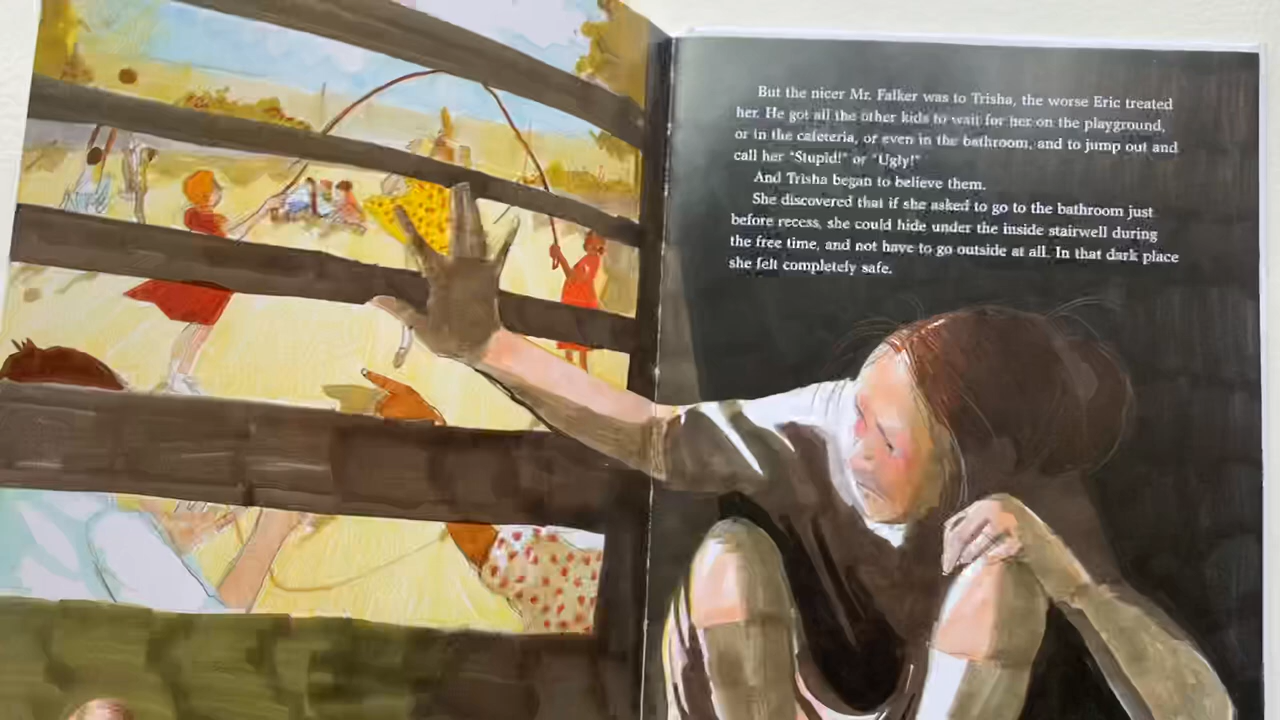 But the nicer Mr. Falker was to Trisha, the worse Eric treated
her. He got all the other kids to wait for her on the playground,
or in the cafeteria, or even in the bathroom, and to jump out and
call her "Stupid!" or "Ugly!"
And Trisha began to believe them.
She discovered that if she asked to go to the bathroom just
before recess, she could hide under the inside stairwell during
the free time, and not have to go outside at all. In that dark place
she felt completely safe.